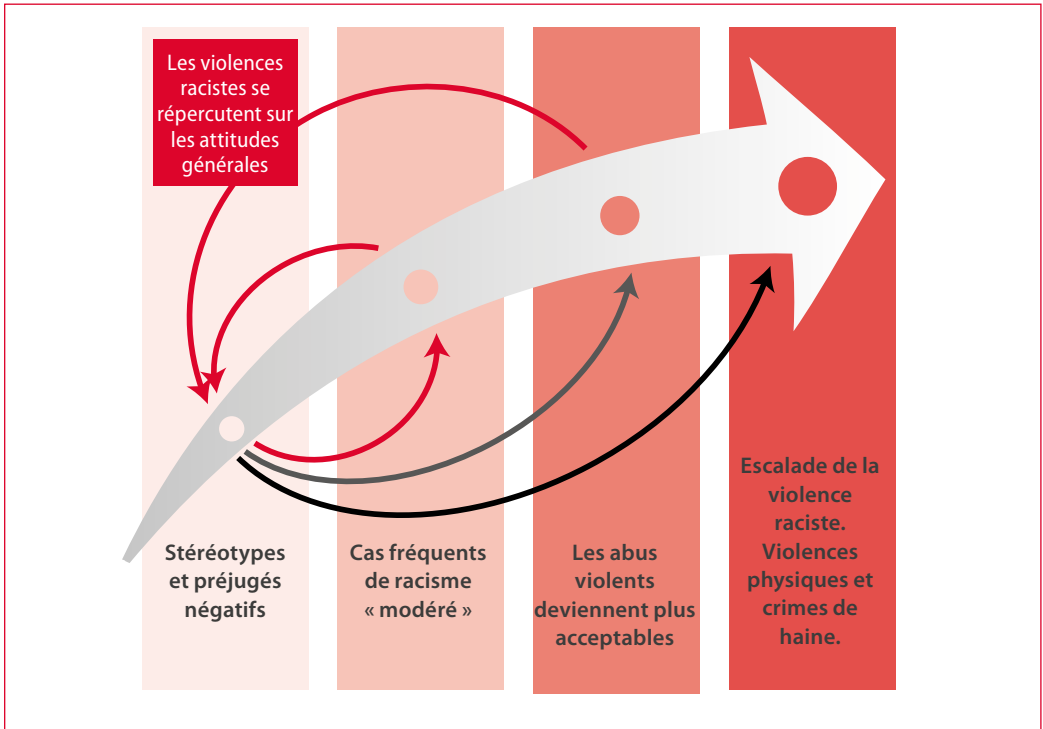 Les violences
racistes se
répercutent sur
les attitudes
générales
Stéréotypes
et préjugés
négatifs
Cas fréquents
de racisme
« modéré »
Les abus
violents
deviennent plus
acceptables
Escalade de la
violence
raciste.
Violences
physiques et
crimes de
haine.